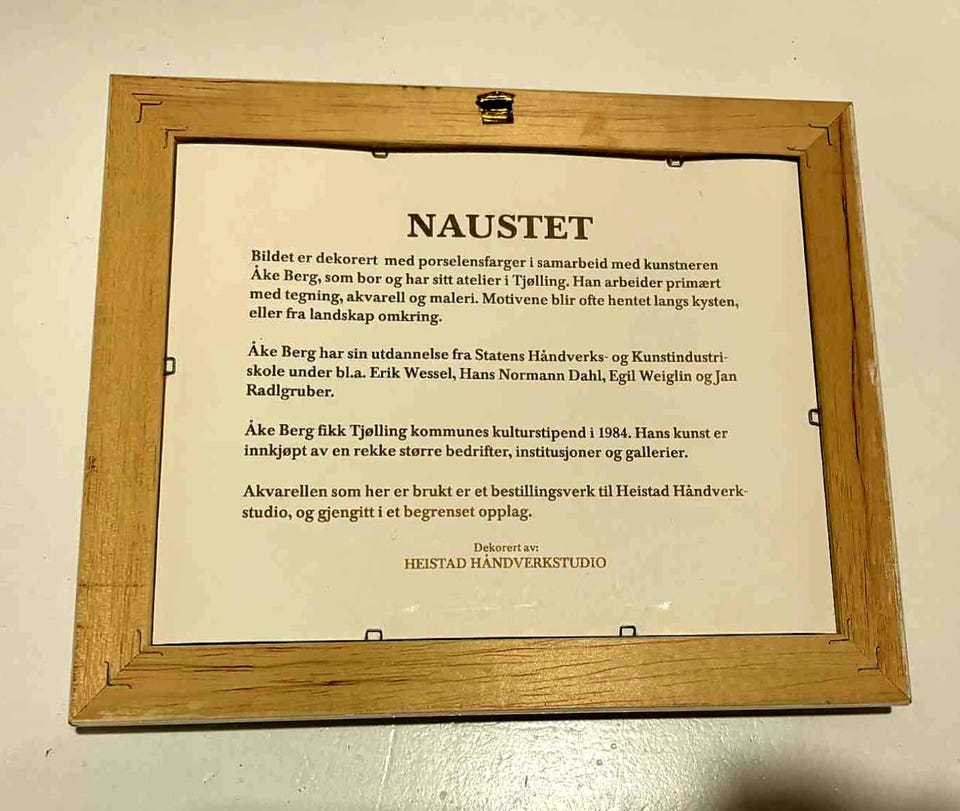 NAUSTET
Bildet er dekorert med porselensfarger i samarbeid med kunstneren
Åke Berg, som bor og har sitt atelier i Tjølling. Han arbeider primært
med tegning, akvarell og maleri. Motivene blir ofte hentet langs kysten,
eller fra landskap omkring.
Åke Berg har sin utdannelse fra Statens Håndverks- og Kunstindustri-
skole under bl.a. Erik Wessel, Hans Normann Dahl, Egil Weiglin og Jan
Radlgruber.
Åke Berg fikk Tjølling kommunes kulturstipend i 1984. Hans kunst er
innkjøpt av en rekke større bedrifter, institusjoner og gallerier.
Akvarellen som her er brukt er et bestillingsverk til Heistad Håndverk-
studio, og gjengitt i et begrenset opplag.
Dekorert av:
HEISTAD HÅNDVERKSTUDIO